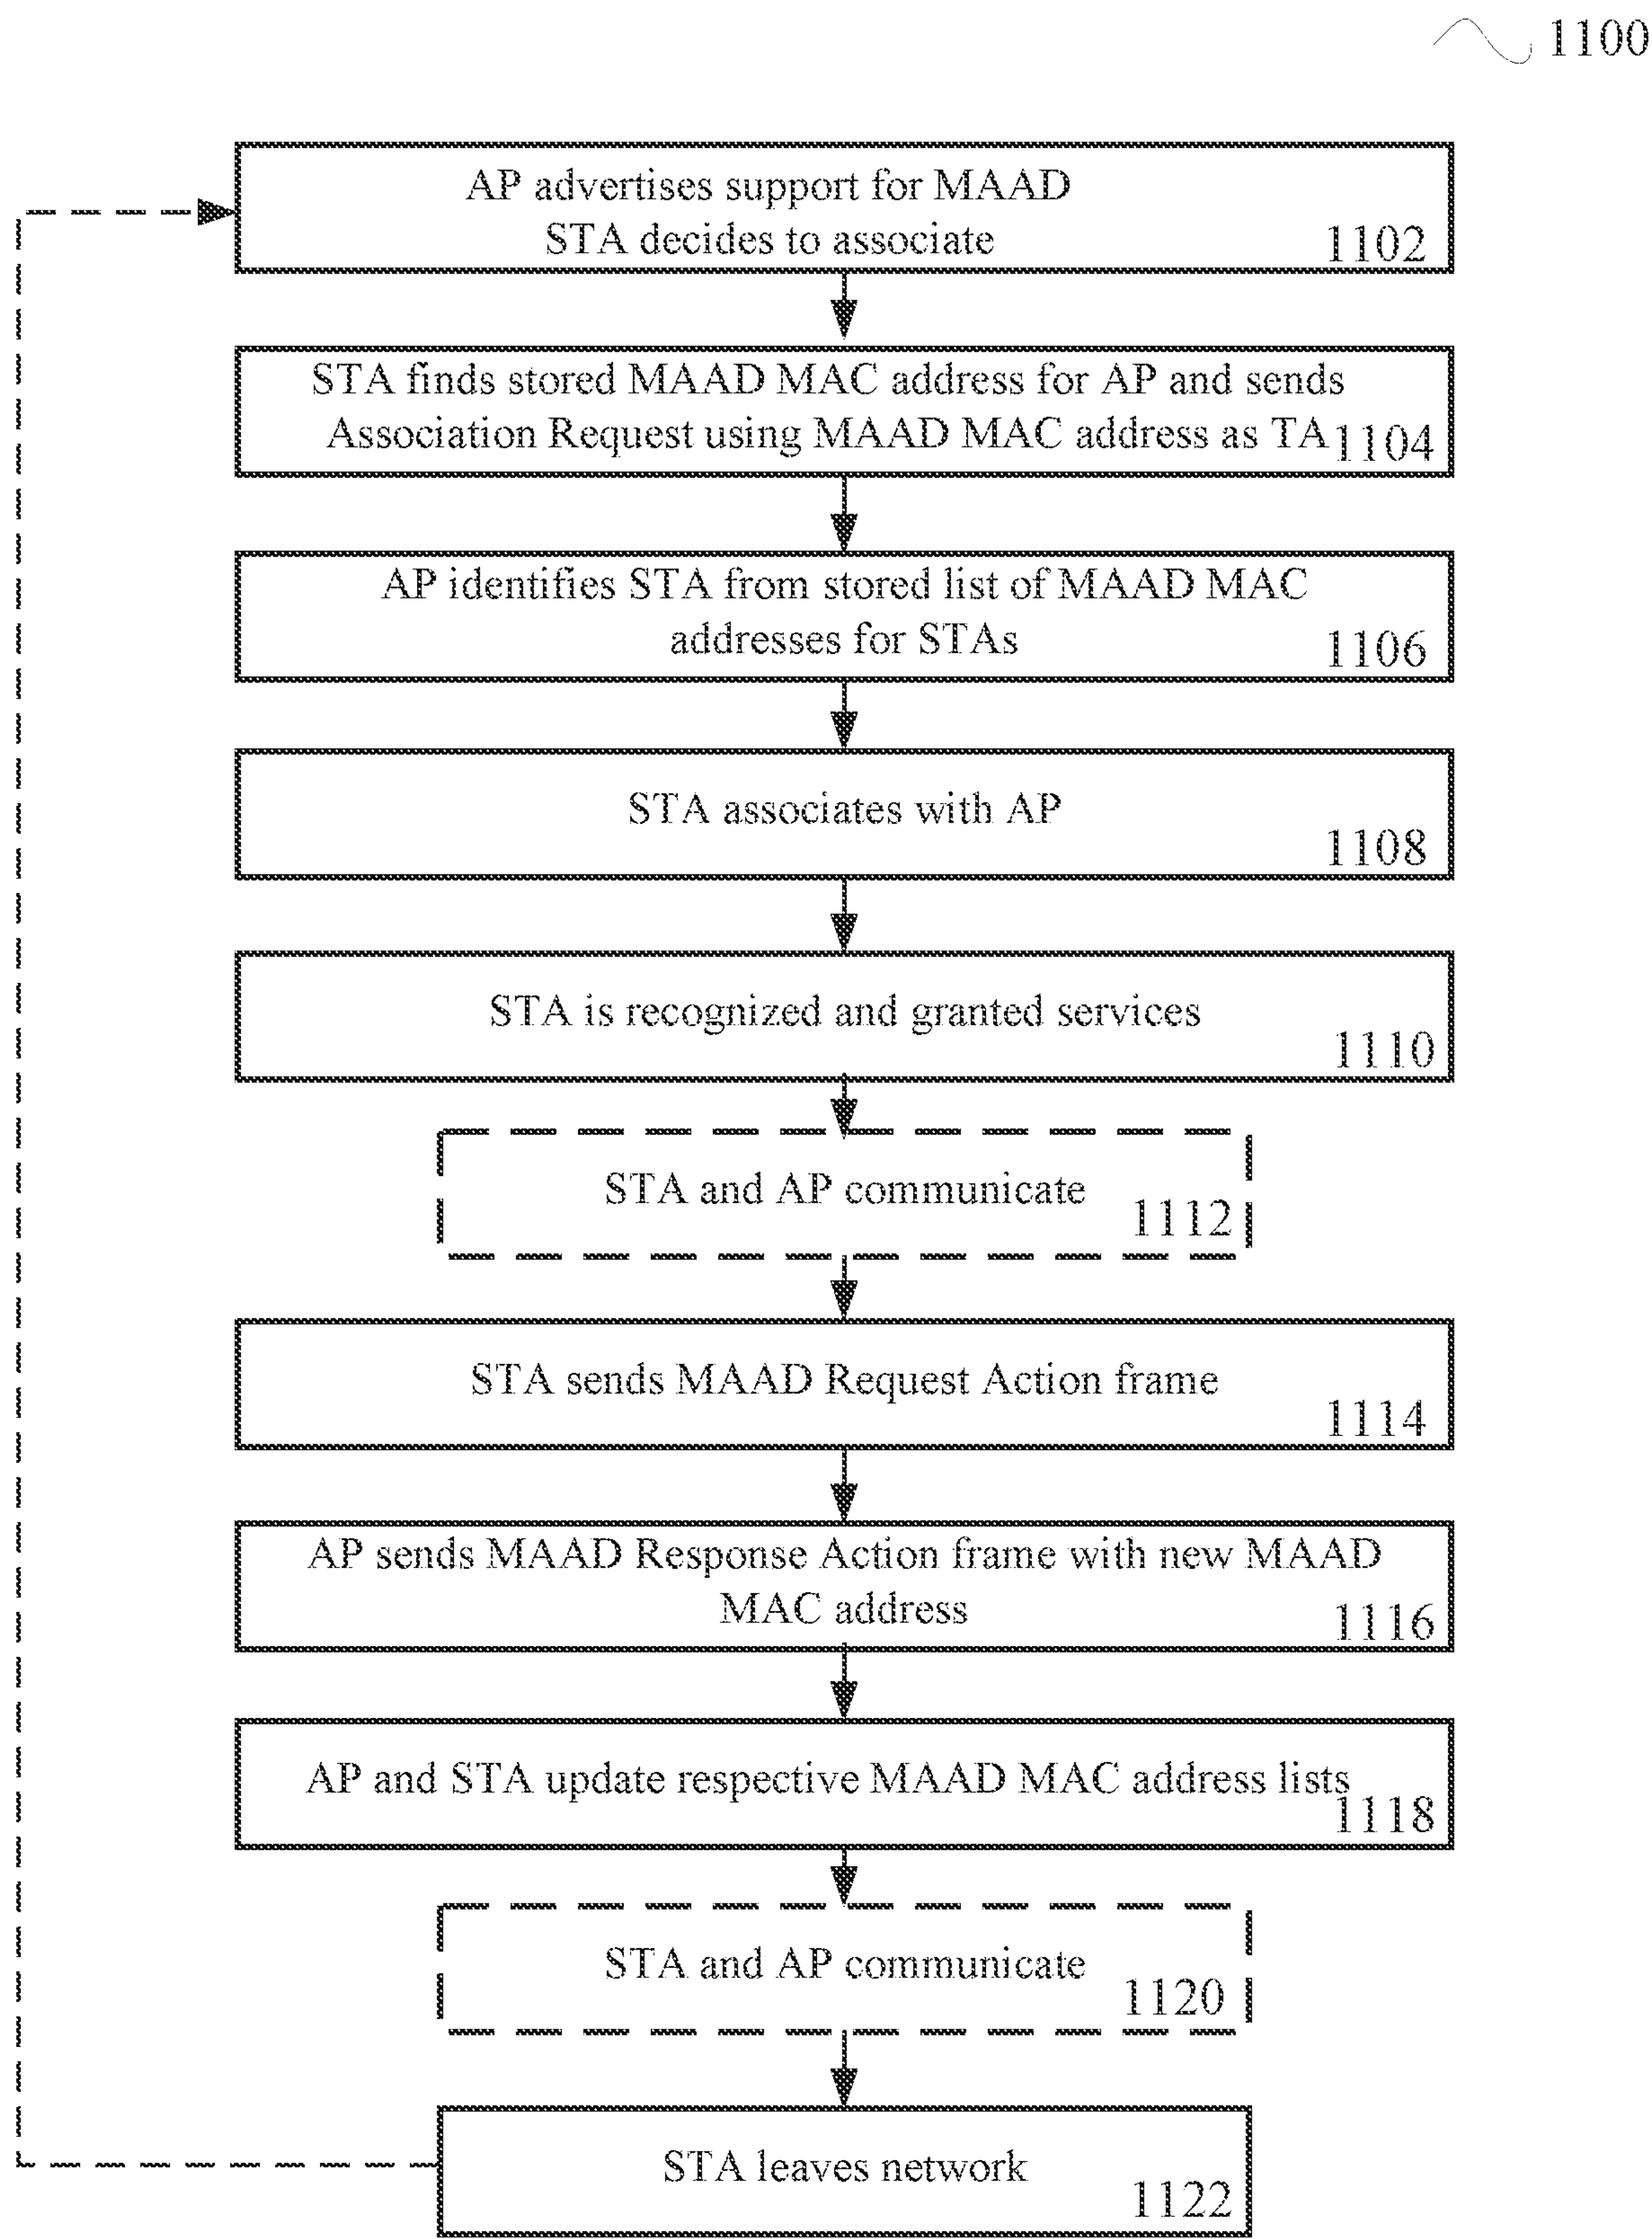 1100
AP advertises support for MAAD
STA decides to associate
1102
STA finds stored MAAD MAC address for AP and sends
Association Request using MAAD MAC address as TA
1104
AP identifies STA from stored list of MAAD MAC
addresses for STAs
1106
STA associates with AP
1108
STA is recognized and granted services
1110
STA and AP communicate
1112
STA sends MAAD Request Action frame
1114
AP sends MAAD Response Action frame with new MAAD
MAC address
1116
AP and STA update respective MAAD MAC address lists
1118
STA and AP communicate
1120
STA leaves network
1122